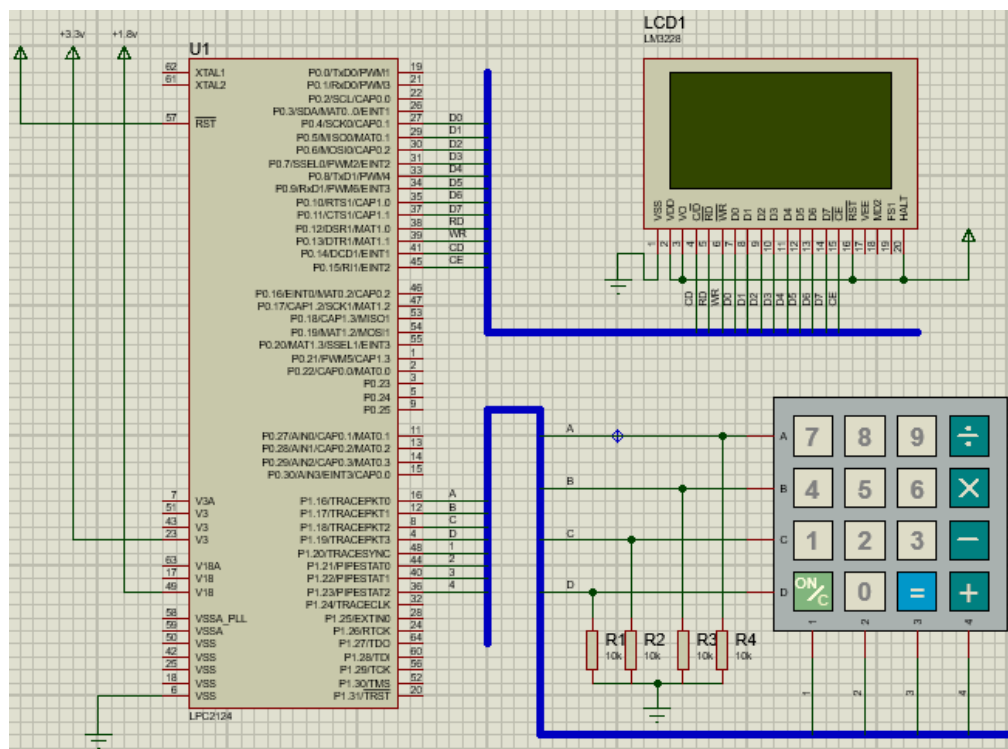 +3.3v
+1.8v
U1
62 XTAL1
61 XTAL2
57 RST
7 V3A
51 V3
43 V3
23 V3
63 V18A
17 V18
49 V18
58 VSSA_PLL
59 VSSA
50 VSS
42 VSS
25 VSS
18 VSS
6 VSS
P0.0/TxD0/PWM1 19
P0.1/RxD0/PWM3 21
P0.2/SCL/CAP0.0 22
P0.3/SDA/MAT0..0/EINT1 26
P0.4/SCK0/CAP0.1 27 D0
P0.5/MISO0/MAT0.1 29 D1
P0.6/MOSI0/CAP0.2 30 D2
P0.7/SSEL0/PWM2/EINT2 31 D3
P0.8/TxD1/PWM4 33 D4
P0.9/RxD1/PWM6/EINT3 34 D5
P0.10/RTS1/CAP1.0 35 D6
P0.11/CTS1/CAP1.1 37 D7
P0.12/DSR1/MAT1.0 38 RD
P0.13/DTR1/MAT1.1 39 WR
P0.14/DCD1/EINT1 41 CD
P0.15/RI1/EINT2 45 CE
P0.16/EINT0/MAT0.2/CAP0.2 46
P0.17/CAP1.2/SCK1/MAT1.2 47
P0.18/CAP1.3/MISO1 53
P0.19/MAT1.2/MOSI1 54
P0.20/MAT1.3/SSEL1/EINT3 55
P0.21/PWM5/CAP1.3 1
P0.22/CAP0.0/MAT0.0 2
P0.23 3
P0.24 5
P0.25 9
P0.27/AIN0/CAP0.1/MAT0.1 11
P0.28/AIN1/CAP0.2/MAT0.2 13
P0.29/AIN2/CAP0.3/MAT0.3 14
P0.30/AIN3/EINT3/CAP0.0 15
P1.16/TRACEPKT0 16 A
P1.17/TRACEPKT1 12 B
P1.18/TRACEPKT2 8 C
P1.19/TRACEPKT3 4 D
P1.20/TRACESYNC 48 1
P1.21/PIPESTAT0 44 2
P1.22/PIPESTAT1 40 3
P1.23/PIPESTAT2 36 4
P1.24/TRACECLK 32
P1.25/EXTIN0 28
P1.26/RTCK 24
P1.27/TDO 64
P1.28/TDI 60
P1.29/TCK 56
P1.30/TMS 52
P1.31/TRST 20
LPC2124
LCD1
LM3228
VSS VDD VO C/D RD WR D0 D1 D2 D3 D4 D5 D6 D7 CE RST VEE MD2 FS1 HALT
1 2 3 4 5 6 7 8 9 10 11 12 13 14 15 16 17 18 19 20
CD RD WR D0 D1 D2 D3 D4 D5 D6 D7 CE
A A 7 8 9 ÷
B B 4 5 6 ×
C C 1 2 3 −
D D ON/C 0 = +
1 2 3 4
R1 R2 R3 R4
10k 10k 10k 10k
1 2 3 4